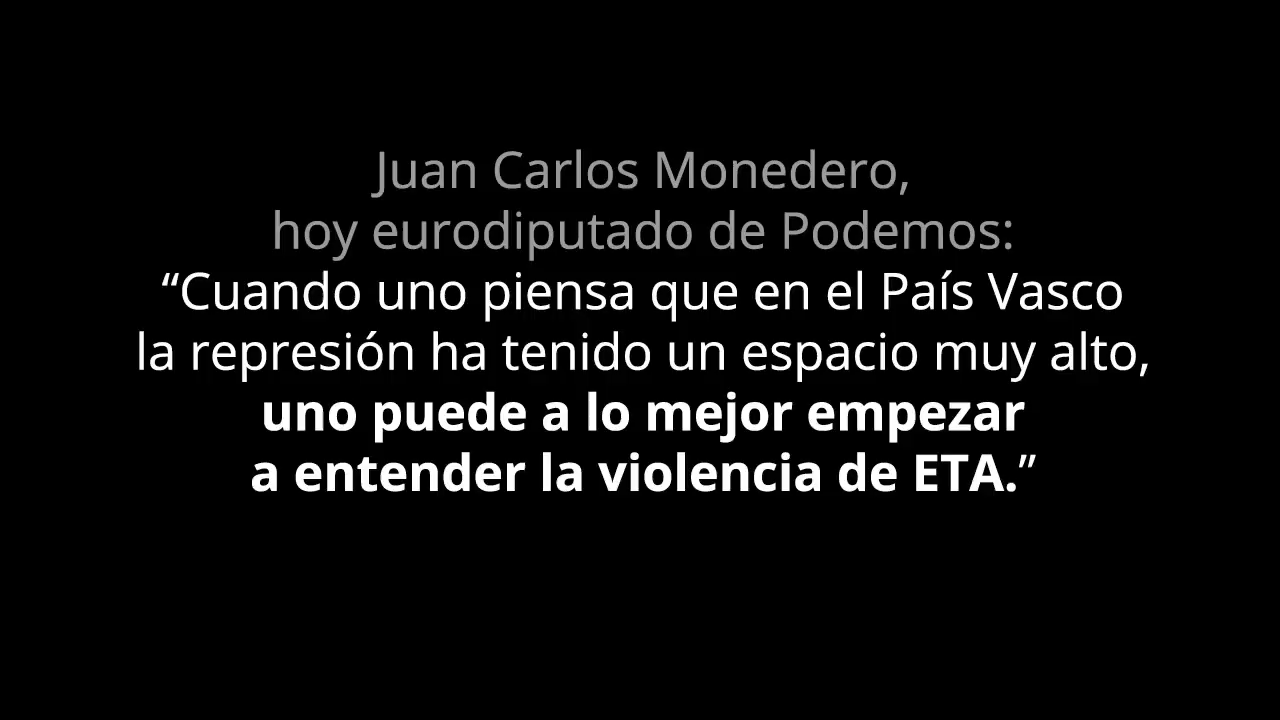 Juan Carlos Monedero,
hoy eurodiputado de Podemos:
“Cuando uno piensa que en el País Vasco
la represión ha tenido un espacio muy alto,
uno puede a lo mejor empezar
a entender la violencia de ETA.”